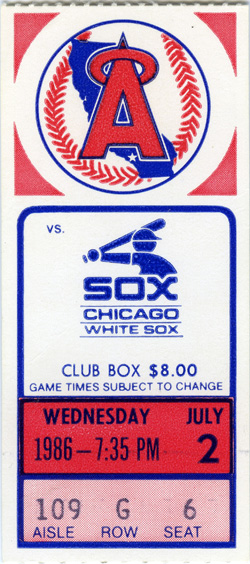 A
VS.
SOX
CHICAGO
WHITE SOX
CLUB BOX $8.00
GAME TIMES SUBJECT TO CHANGE
WEDNESDAY JULY
1986-7:35 PM 2
109 G 6
AISLE ROW SEAT